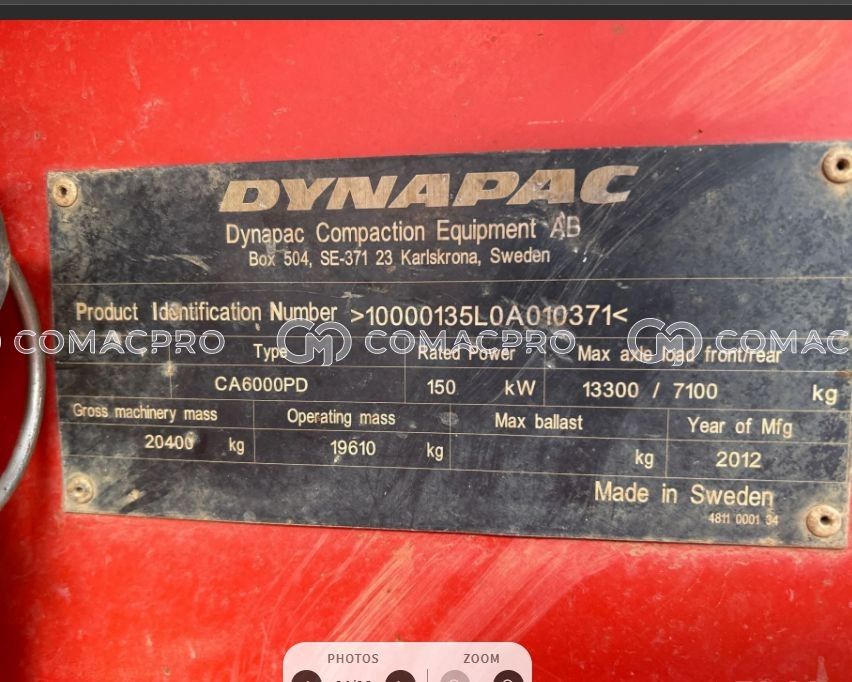 DYNAPAC
Dynapac Compaction Equipment AB
Box 504, SE-371 23 Karlskrona, Sweden
Product Identification Number >10000135L0A010371<
COMACPRO COMACPRO COMACPRO
Type Rated Power Max axle load front/rear
CA6000PD 150 kW 13300 / 7100 kg
Gross machinery mass Operating mass Max ballast Year of Mfg
20400 kg 19610 kg kg 2012
Made in Sweden
4811 0001 34
PHOTOS ZOOM